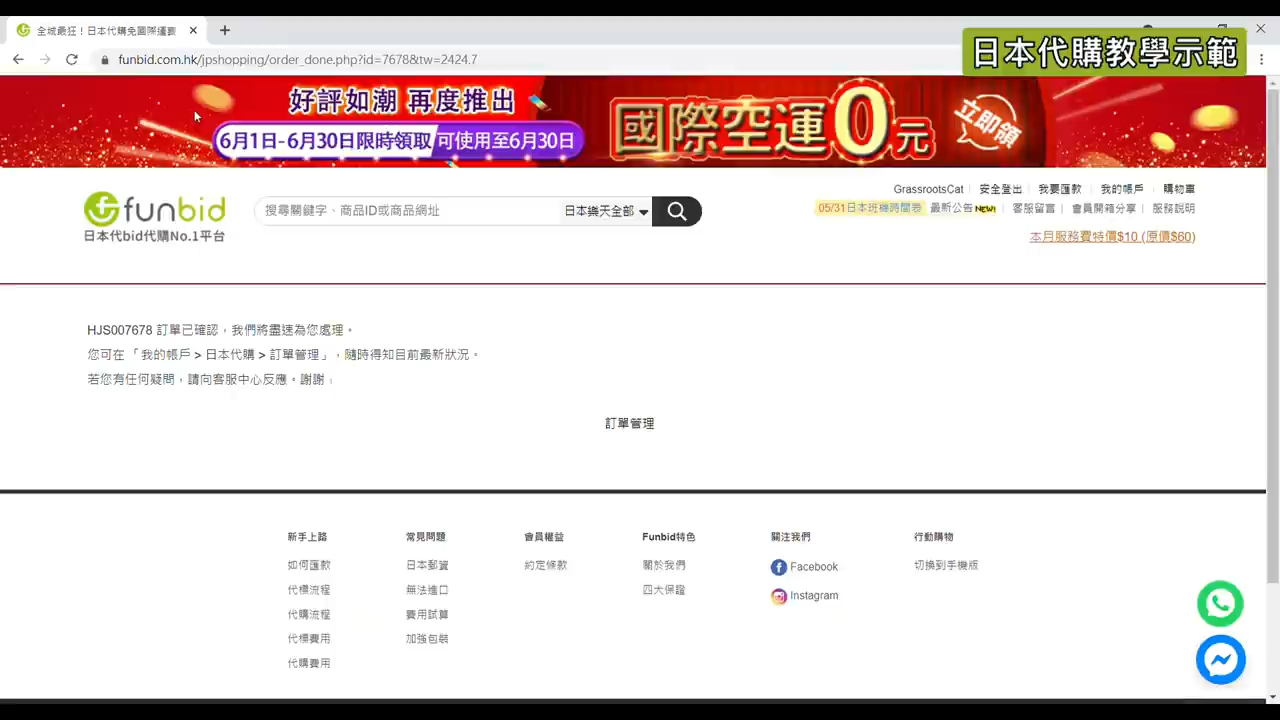 全城最狂！日本代購免國際運費
funbid.com.hk/jpshopping/order_done.php?id=7678&tw=2424.7
日本代購教學示範
好評如潮 再度推出
6月1日-6月30日限時領取 可使用至6月30日
國際空運0元
立即領
funbid
日本代bid代購No.1平台
搜尋關鍵字、商品ID或商品網址
日本樂天全部
GrassrootsCat
安全登出
我要匯款
我的帳戶
購物車
05/31日本班機時間表
最新公告 NEW!
客服留言
會員開箱分享
服務說明
本月服務費特價$10 (原價$60)
HJS007678 訂單已確認，我們將盡速為您處理。
您可在 「我的帳戶 > 日本代購 > 訂單管理」，隨時得知目前最新狀況。
若您有任何疑問，請向客服中心反應。謝謝；
訂單管理
新手上路
如何匯款
代標流程
代購流程
代標費用
代購費用
常見問題
日本郵資
無法進口
費用試算
加強包裝
會員權益
約定條款
Funbid特色
關於我們
四大保證
關注我們
Facebook
Instagram
行動購物
切換到手機版